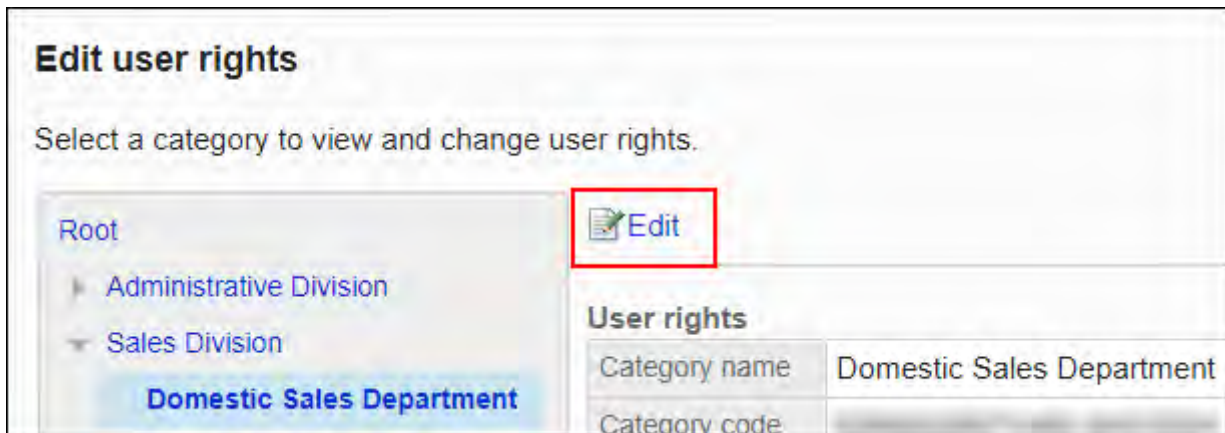 Edit user rights
Select a category to view and change user rights.
Root
Edit
Administrative Division
Sales Division
Domestic Sales Department
User rights
Category name Domestic Sales Department
Category code